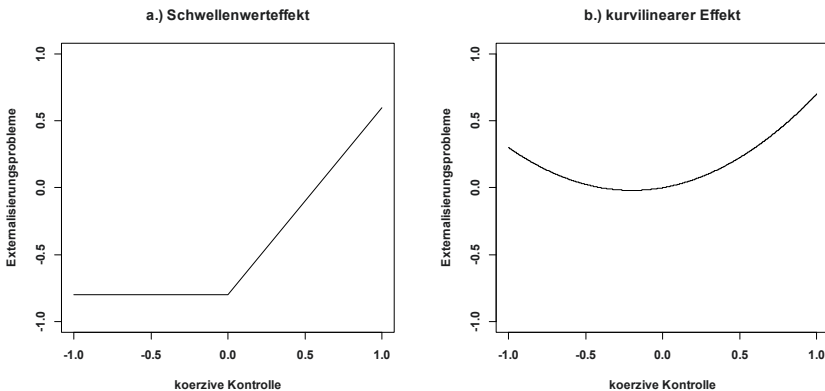 a.) Schwellenwerteffekt
Externalisierungsprobleme
1.0
0.5
0.0
-0.5
-1.0
-1.0 -0.5 0.0 0.5 1.0
koerzive Kontrolle
b.) kurvilinearer Effekt
Externalisierungsprobleme
1.0
0.5
0.0
-0.5
-1.0
-1.0 -0.5 0.0 0.5 1.0
koerzive Kontrolle